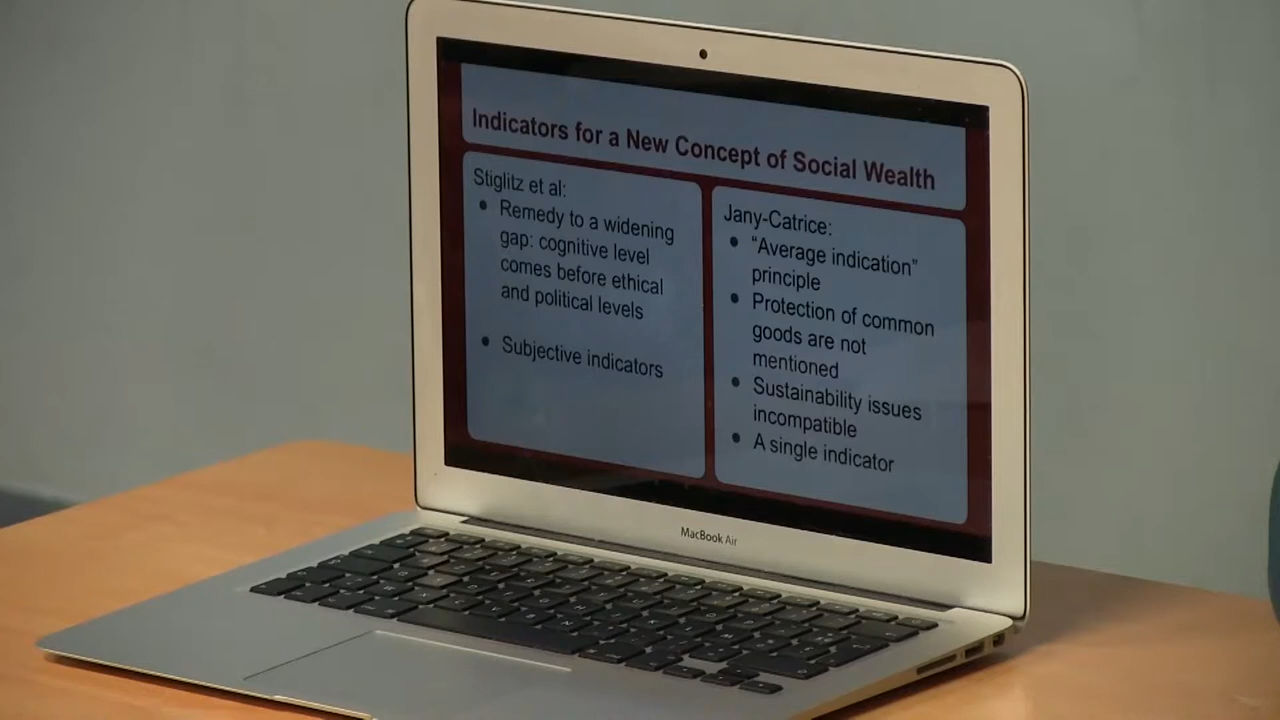 Indicators for a New Concept of Social Wealth
Stiglitz et al:
• Remedy to a widening
gap: cognitive level
comes before ethical
and political levels
• Subjective indicators
Jany-Catrice:
• “Average indication”
principle
• Protection of common
goods are not
mentioned
• Sustainability issues
incompatible
• A single indicator
MacBook Air